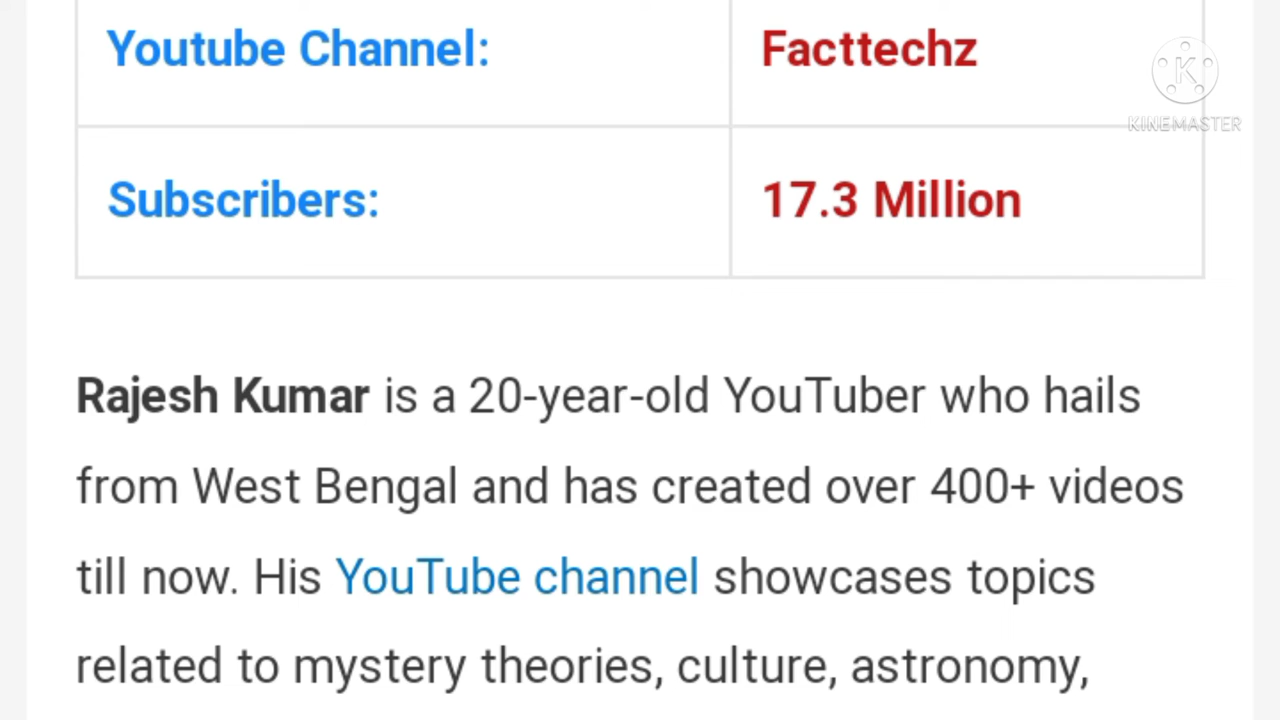 Youtube Channel: Facttechz
KINEMASTER
Subscribers: 17.3 Million
Rajesh Kumar is a 20-year-old YouTuber who hails
from West Bengal and has created over 400+ videos
till now. His YouTube channel showcases topics
related to mystery theories, culture, astronomy,